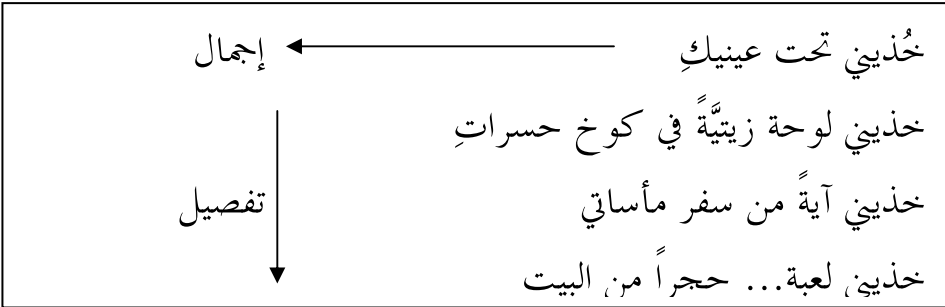 خُذيني تحت عينيكِ إجمال
خذيني لوحة زيتيَّةً في كوخ حسراتِ
خذيني آيةً من سفر مأساتي تفصيل
خذيني لعبة... حجراً من البيت